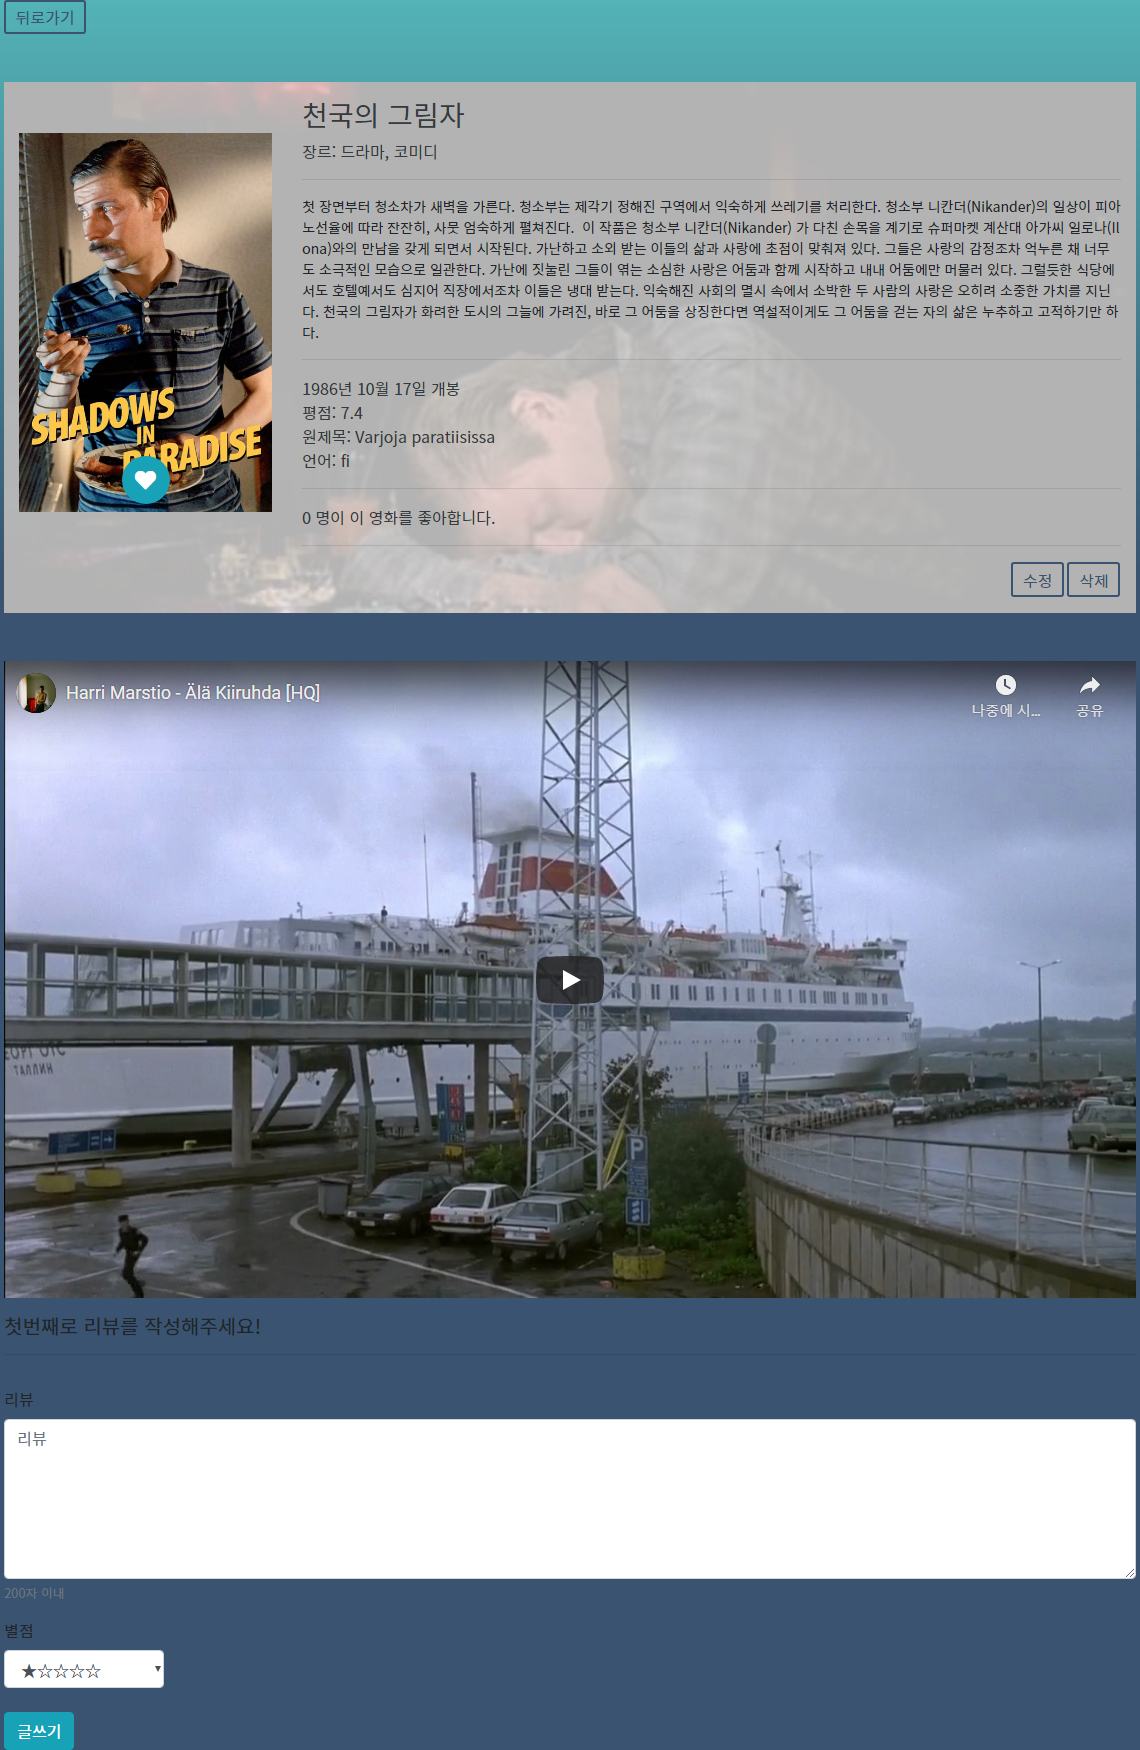 뒤로가기
천국의 그림자
장르: 드라마, 코미디
첫 장면부터 청소차가 새벽을 가른다. 청소부는 제각기 정해진 구역에서 익숙하게 쓰레기를 처리한다. 청소부 니칸더(Nikander)의 일상이 피아
노선율에 따라 잔잔히, 사뭇 엄숙하게 펼쳐진다.  이 작품은 청소부 니칸더(Nikander) 가 다친 손목을 계기로 슈퍼마켓 계산대 아가씨 일로나(Il
ona)와의 만남을 갖게 되면서 시작된다. 가난하고 소외 받는 이들의 삶과 사랑에 초점이 맞춰져 있다. 그들은 사랑의 감정조차 억누른 채 너무
도 소극적인 모습으로 일관한다. 가난에 짓눌린 그들이 엮는 소심한 사랑은 어둠과 함께 시작하고 내내 어둠에만 머물러 있다. 그럴듯한 식당에
서도 호텔예서도 심지어 직장에서조차 이들은 냉대 받는다. 익숙해진 사회의 멸시 속에서 소박한 두 사람의 사랑은 오히려 소중한 가치를 지닌
다. 천국의 그림자가 화려한 도시의 그늘에 가려진, 바로 그 어둠을 상징한다면 역설적이게도 그 어둠을 걷는 자의 삶은 누추하고 고적하기만 하
다.
SHADOWS
IN
PARADISE
1986년 10월 17일 개봉
평점: 7.4
원제목: Varjoja paratiisissa
언어: fi
0 명이 이 영화를 좋아합니다.
수정 삭제
Harri Marstio - Älä Kiiruhda [HQ]
나중에 시... 공유
P
P
첫번째로 리뷰를 작성해주세요!
리뷰
리뷰
200자 이내
별점
★☆☆☆☆
글쓰기